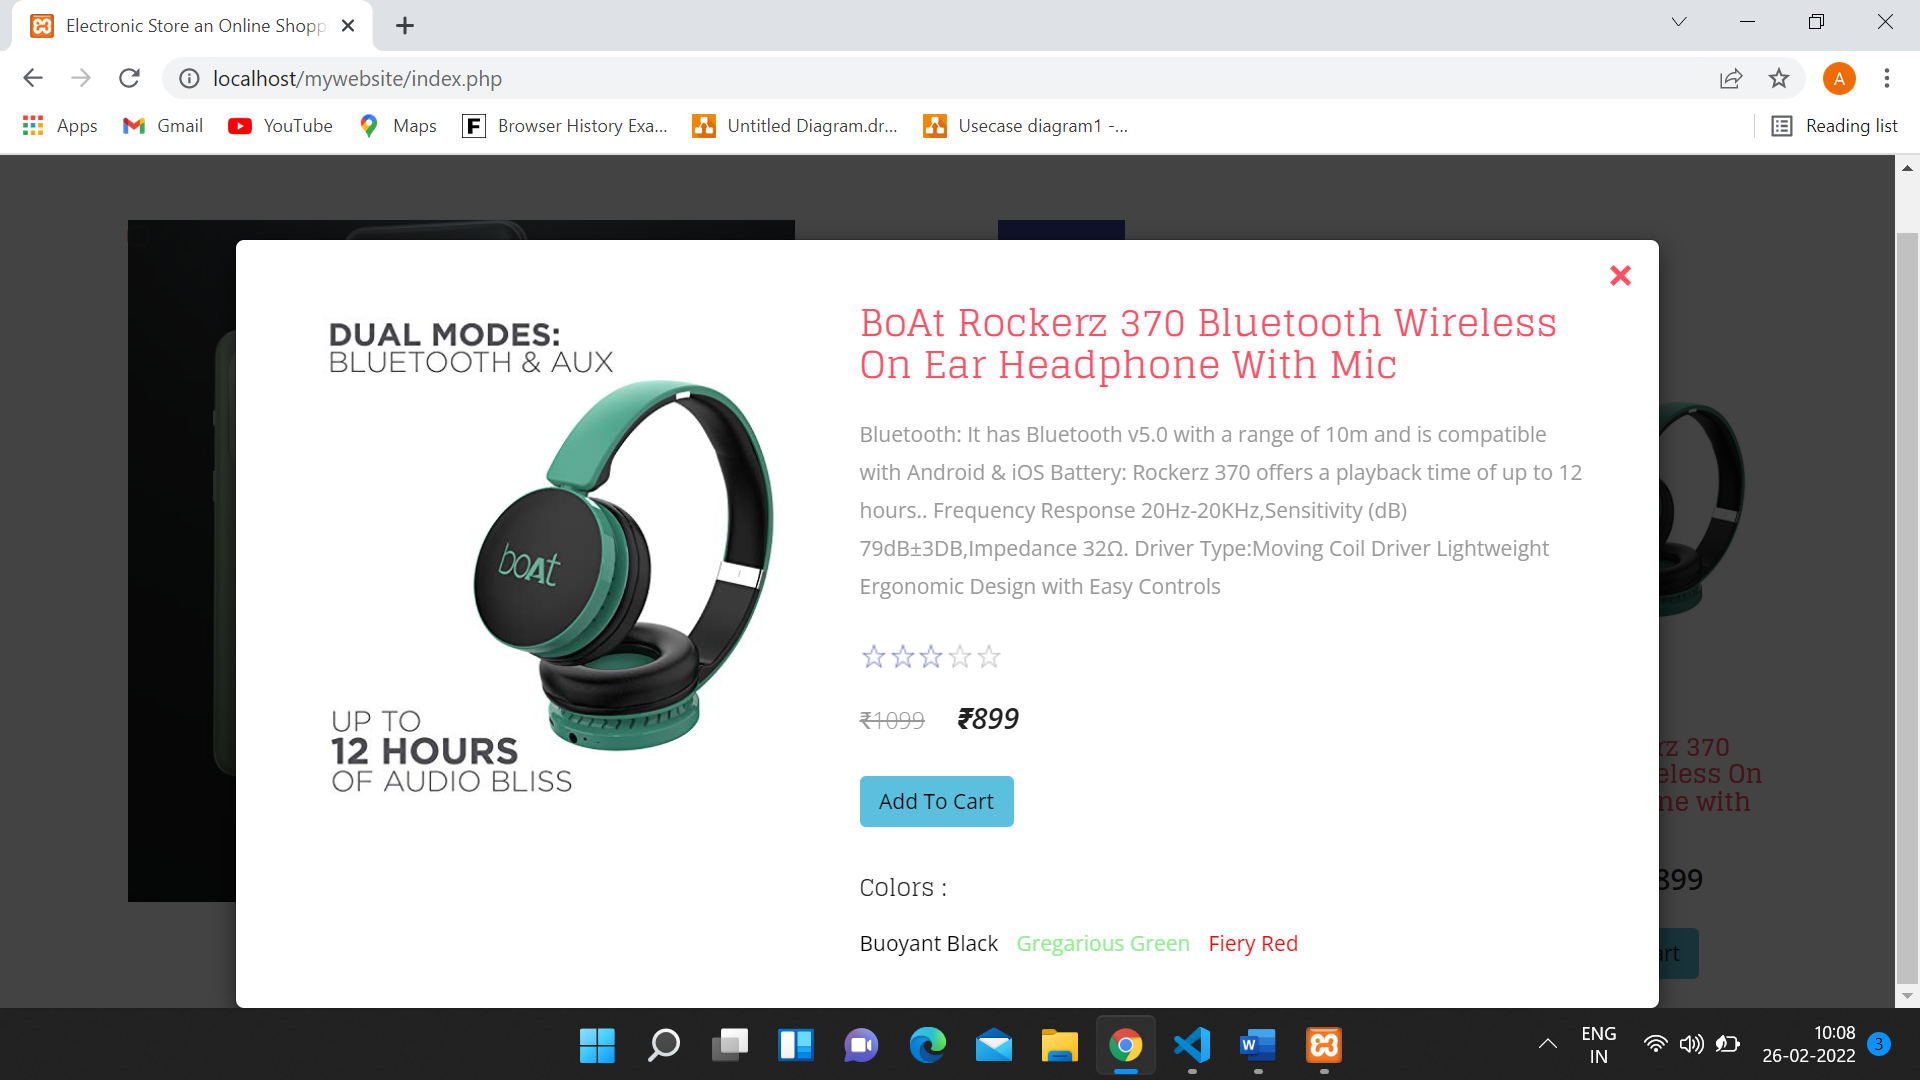 Electronic Store an Online Shopp
localhost/mywebsite/index.php
A
Apps
Gmail
YouTube
Maps
F
Browser History Exa...
Untitled Diagram.dr...
Usecase diagram1 -...
Reading list
DUAL MODES:
BLUETOOTH & AUX
boAt
UP TO
12 HOURS
OF AUDIO BLISS
BoAt Rockerz 370 Bluetooth Wireless
On Ear Headphone With Mic
Bluetooth: It has Bluetooth v5.0 with a range of 10m and is compatible
with Android & iOS Battery: Rockerz 370 offers a playback time of up to 12
hours.. Frequency Response 20Hz-20KHz,Sensitivity (dB)
79dB±3DB,Impedance 32Ω. Driver Type:Moving Coil Driver Lightweight
Ergonomic Design with Easy Controls
₹1099 ₹899
Add To Cart
Colors :
Buoyant Black Gregarious Green Fiery Red
rz 370
eless On
ne with
899
art
W
ENG
IN
10:08
26-02-2022
3